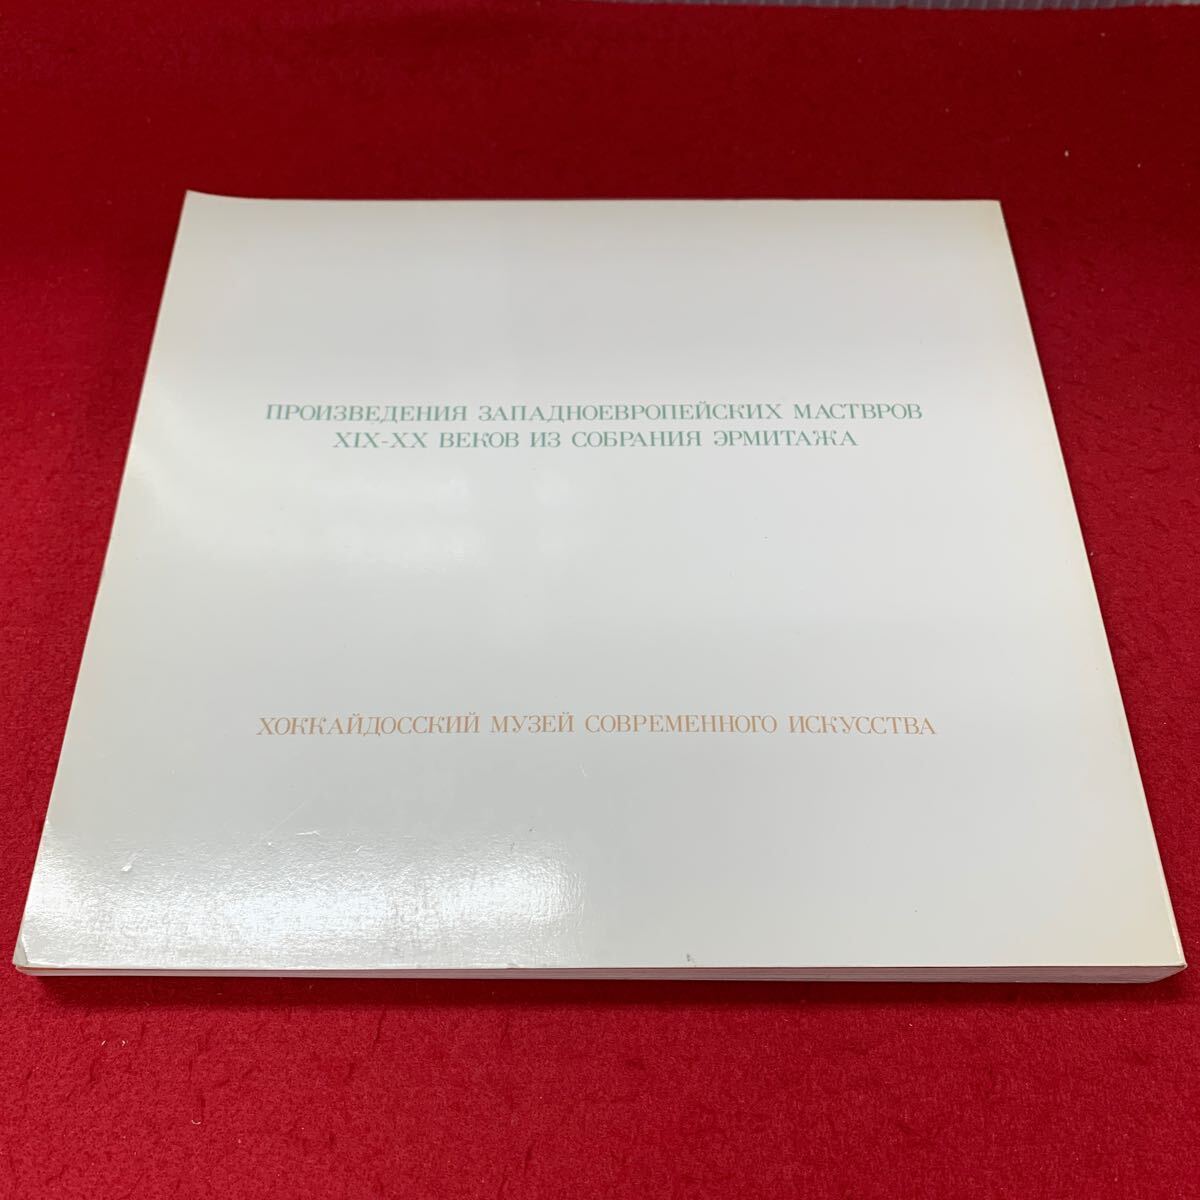 ПРОИЗВЕДЕНИЯ ЗАПАДНОЕВРОПЕЙСКИХ МАСТВРОВ
XIX-XX ВЕКОВ ИЗ СОБРАНИЯ ЭРМИТАЖА
ХОККАЙДОССКИЙ МУЗЕЙ СОВРЕМЕННОГО ИСКУССТВА